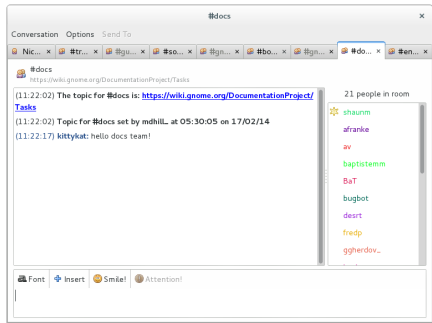 #docs
Conversation Options Send To
Nic... #tr... #gu... #so... #gn... #bo... #gn... #do... #en...
#docs
https://wiki.gnome.org/DocumentationProject/Tasks
21 people in room
(11:22:02) The topic for #docs is: https://wiki.gnome.org/DocumentationProject/
Tasks
(11:22:02) Topic for #docs set by mdhill_ at 05:30:05 on 17/02/14
(11:22:17) kittykat: hello docs team!
shaunm
afranke
av
baptistemm
BaT
bugbot
desrt
fredp
ggherdov_
Font Insert Smile! Attention!